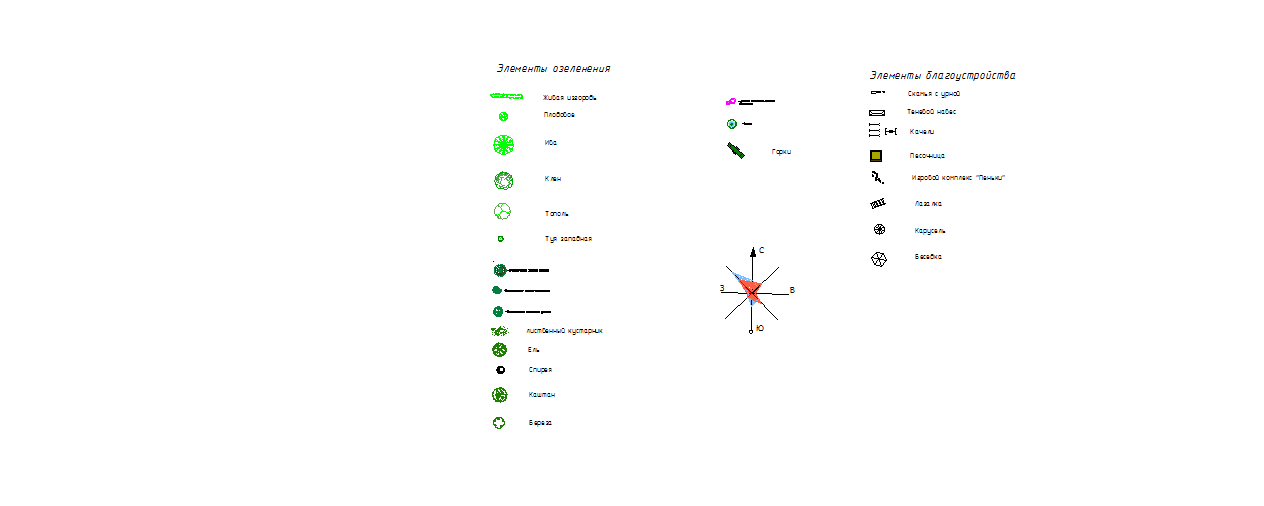 Элементы озеленения
Живая изгоровь
Плодовое
Ива
Клен
Тополь
Туя западная
лиственный кустарник
Ель
Спирея
Каштан
Береза
Горки
С
З
В
Ю
Элементы благоустройства
Скамья с урной
Теневой навес
Качели
Песочница
Игровой комплекс "Пеньки"
Лазалка
Карусель
Беседка